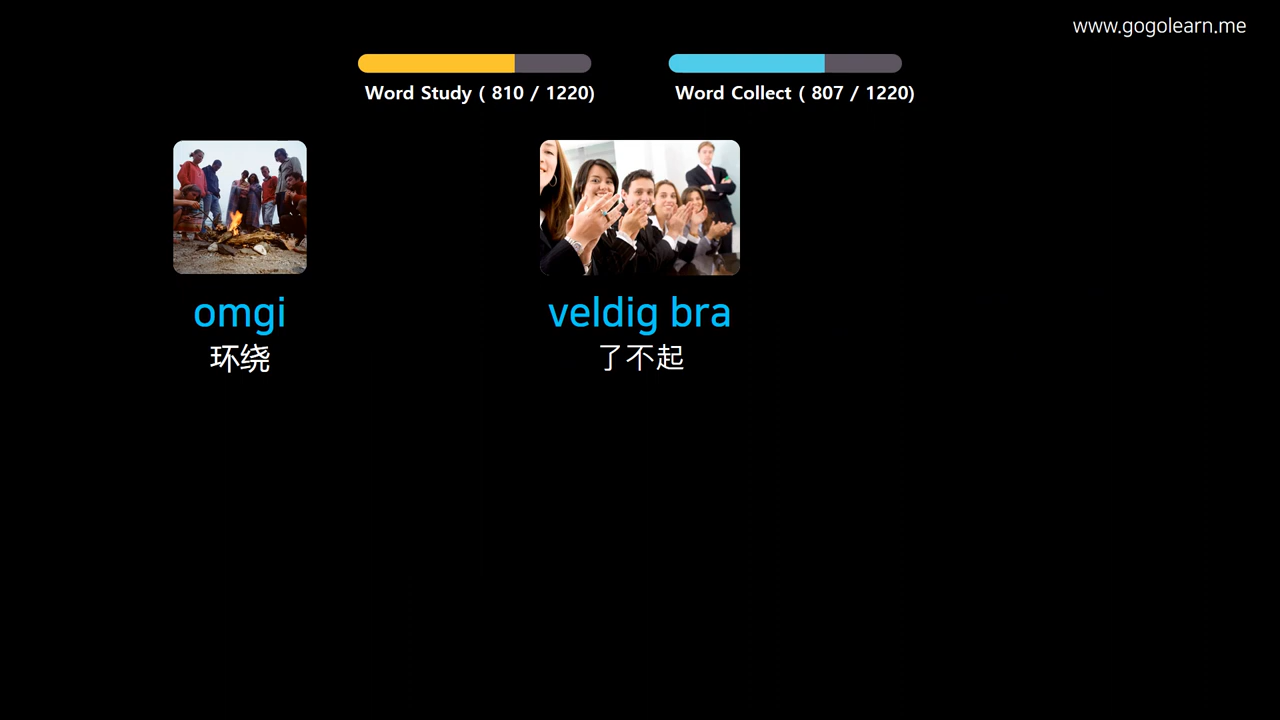 www.gogolearn.me
Word Study ( 810 / 1220)
Word Collect ( 807 / 1220)
omgi
环绕
veldig bra
了不起